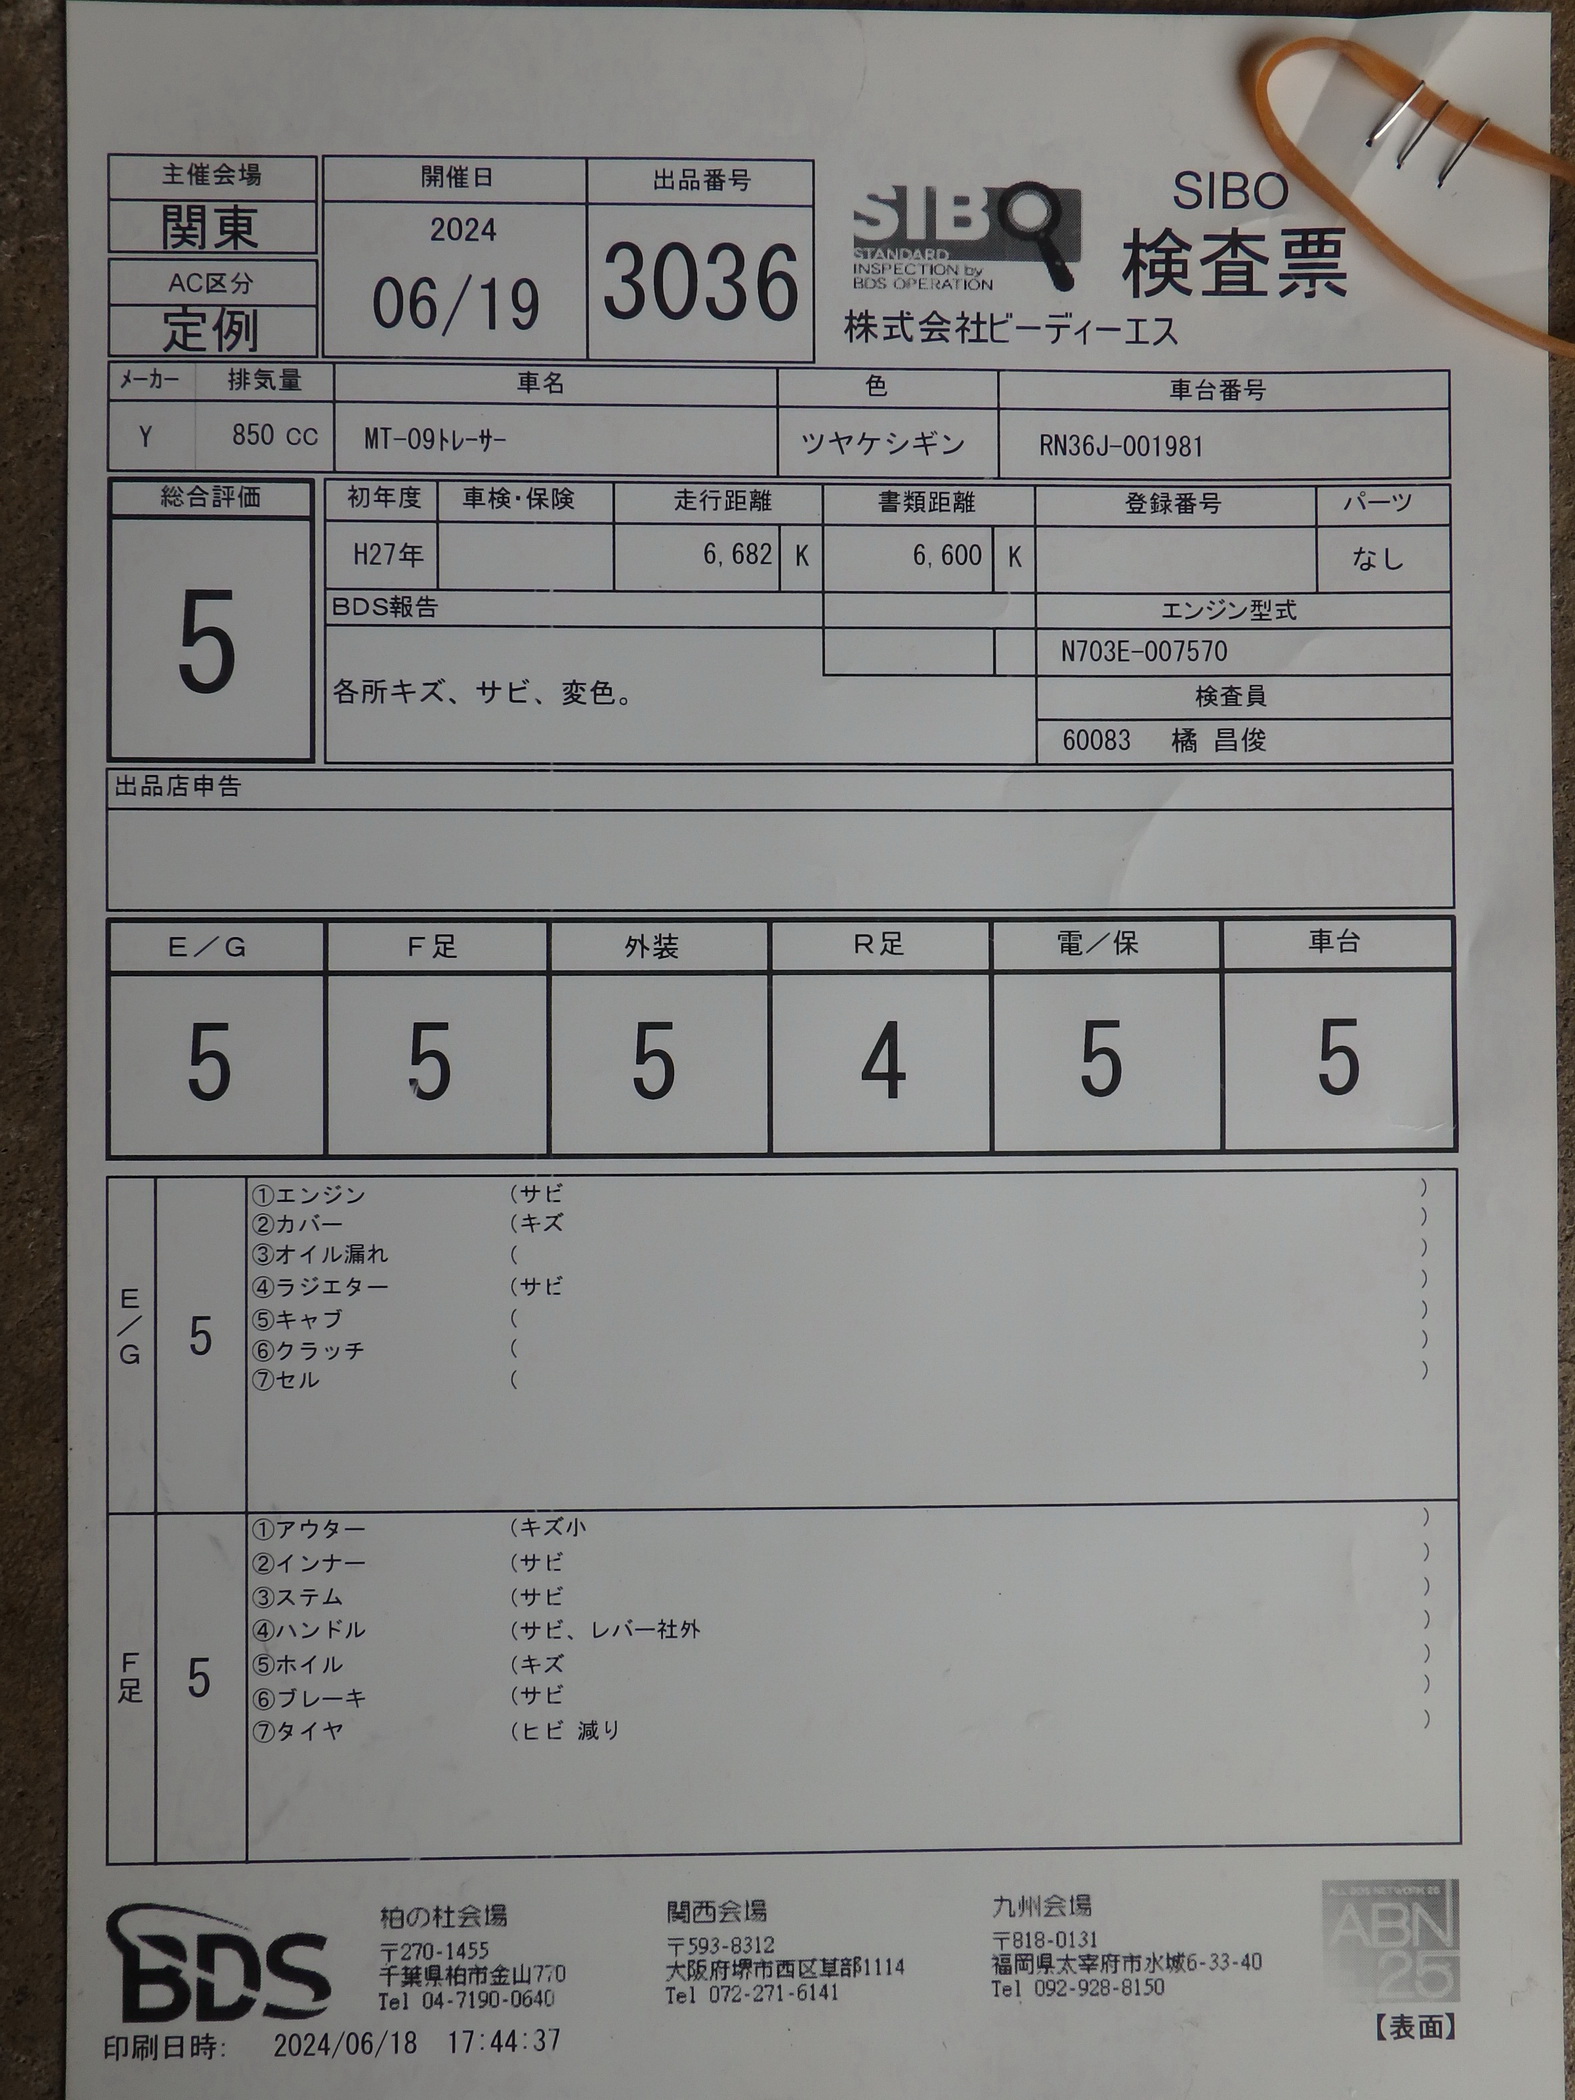 主催会場
関東
AC区分
定例
開催日
2024
06/19
出品番号
3036
SIBO
STANDARD
INSPECTION by
BDS OPERATION
SIBO
検査票
株式会社ビーディーエス
ﾒｰｶｰ 排気量 車名 色 車台番号
Y 850 CC MT-09ﾄﾚｰｻｰ ツヤケシギン RN36J-001981
総合評価
5
初年度 車検・保険 走行距離 書類距離 登録番号 パーツ
H27年 6,682 K 6,600 K なし
BDS報告
各所キズ、サビ、変色。
エンジン型式
N703E-007570
検査員
60083 橘 昌俊
出品店申告
E/G F足 外装 R足 電/保 車台
5 5 5 4 5 5
E/G
5
①エンジン (サビ )
②カバー (キズ )
③オイル漏れ ( )
④ラジエター (サビ )
⑤キャブ ( )
⑥クラッチ ( )
⑦セル ( )
F足
5
①アウター (キズ小 )
②インナー (サビ )
③ステム (サビ )
④ハンドル (サビ、レバー社外 )
⑤ホイル (キズ )
⑥ブレーキ (サビ )
⑦タイヤ (ヒビ 減り )
BDS
柏の杜会場
〒270-1455
千葉県柏市金山770
Tel 04-7190-0640
関西会場
〒593-8312
大阪府堺市西区草部1114
Tel 072-271-6141
九州会場
〒818-0131
福岡県太宰府市水城6-33-40
Tel 092-928-8150
ALL BDS NETWORK 25
ABN
25
【表面】
印刷日時: 2024/06/18 17:44:37